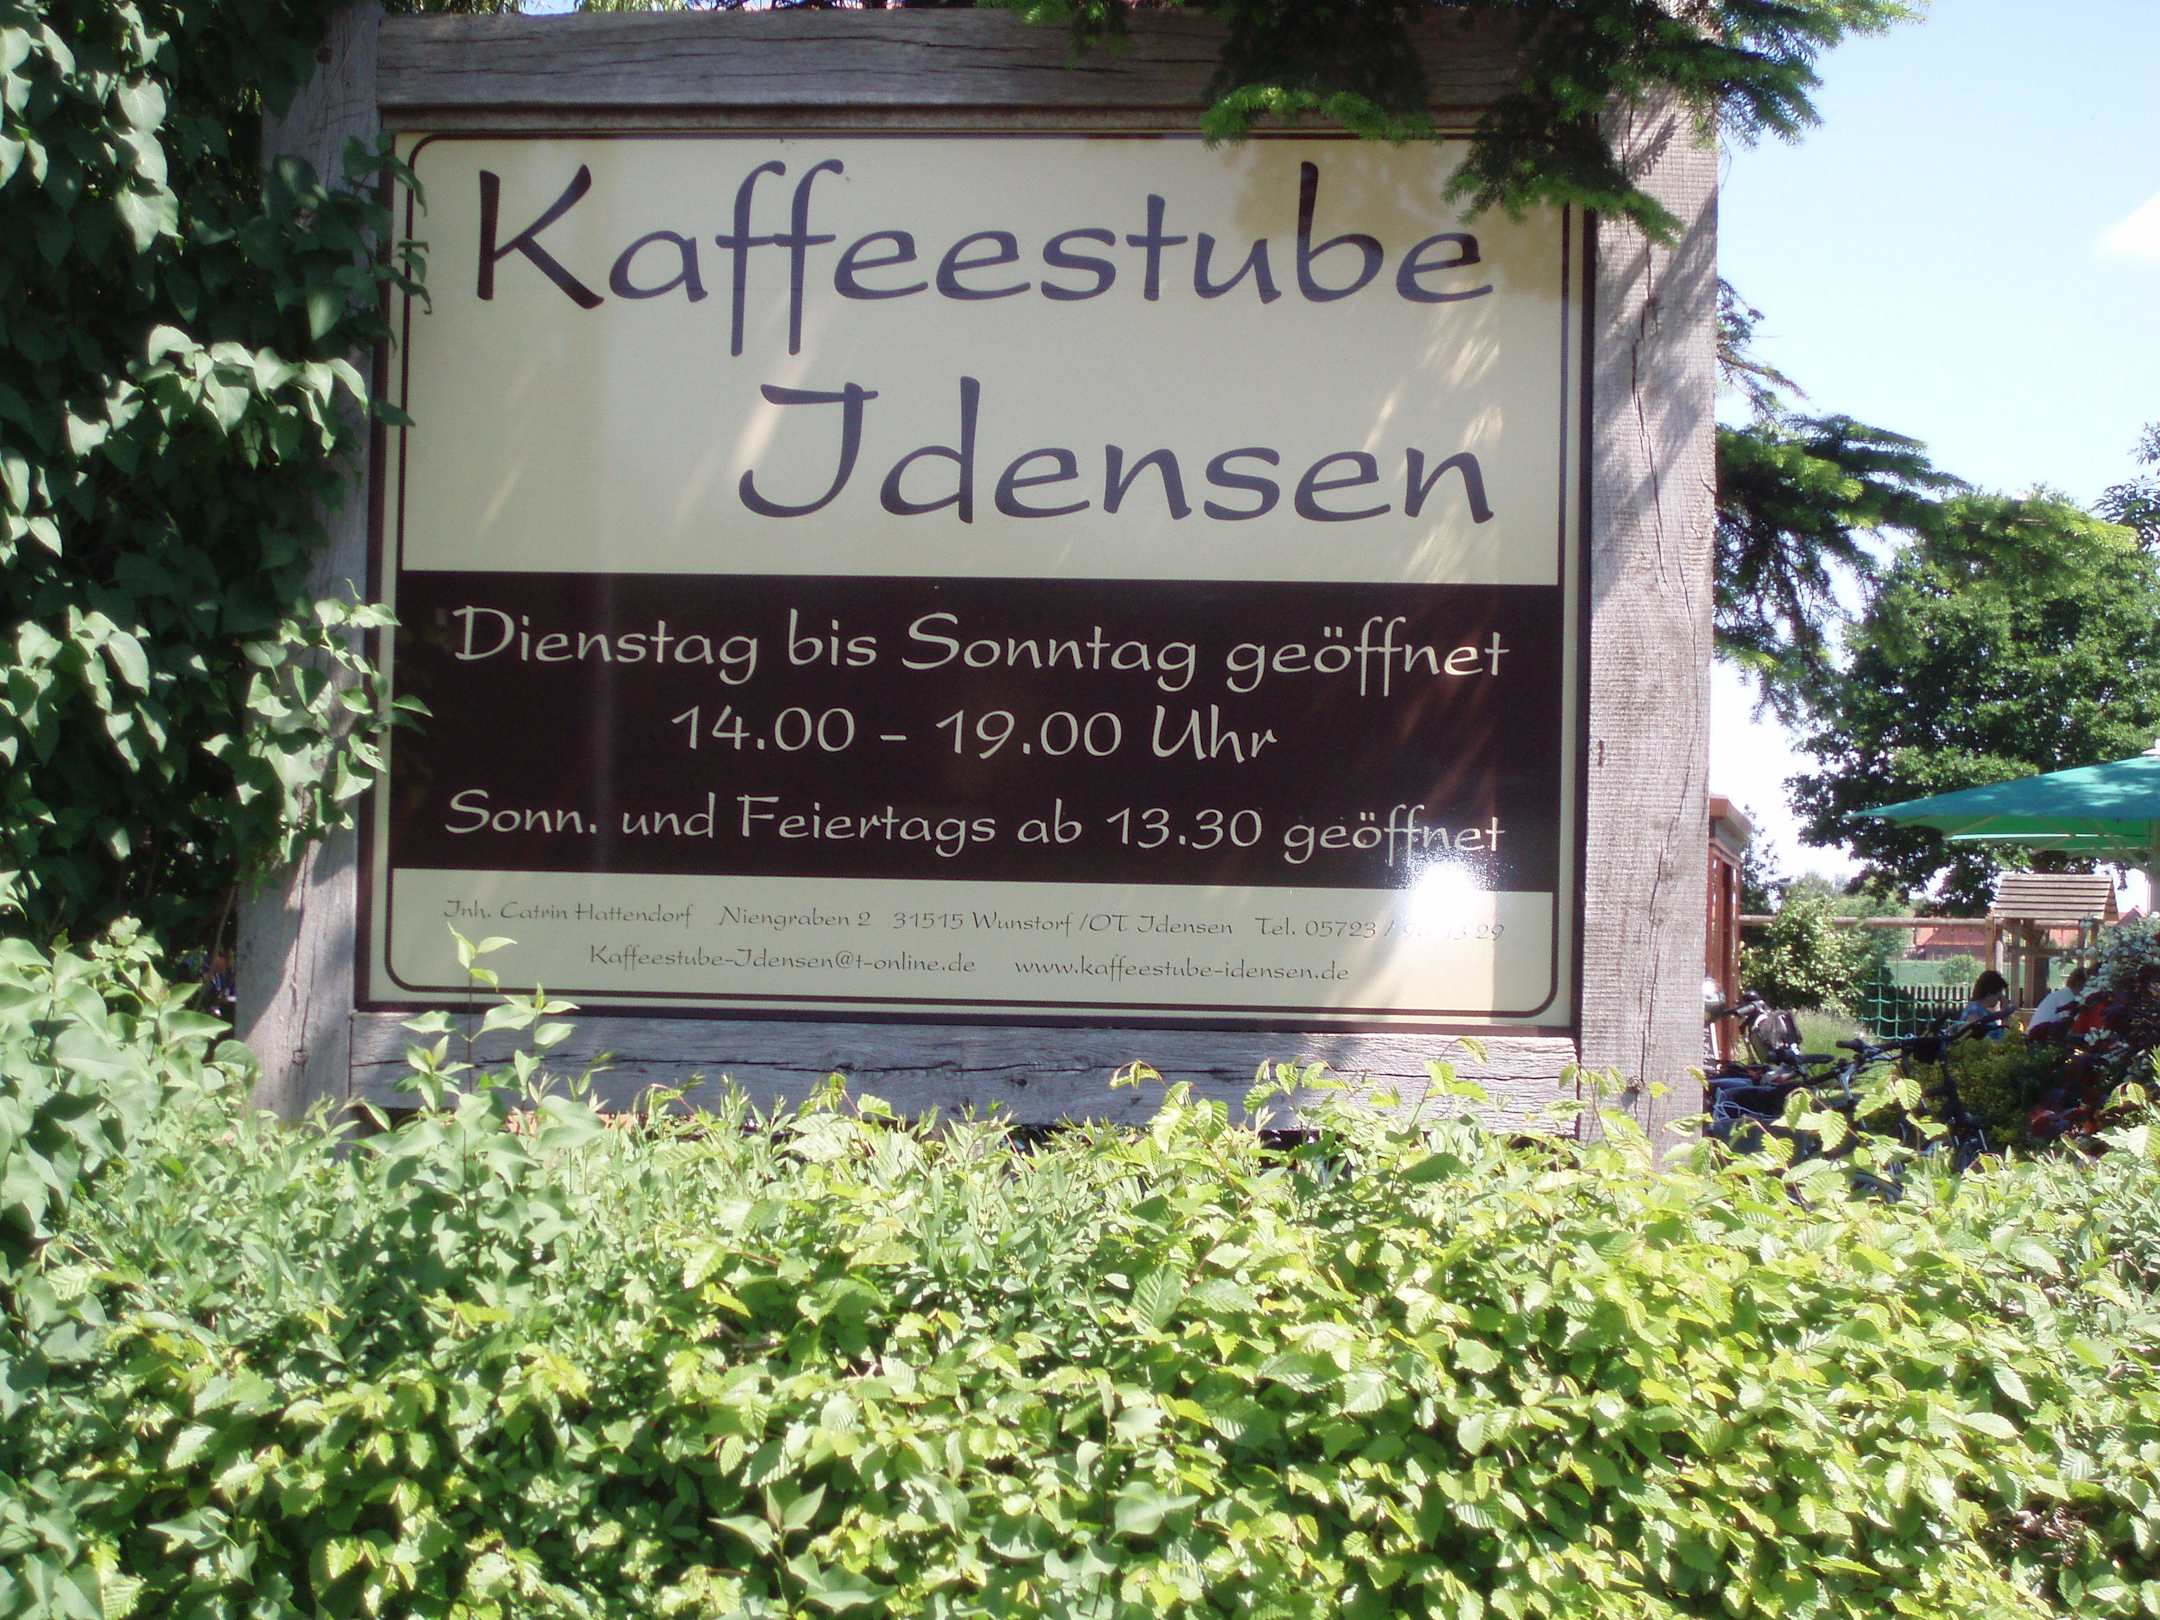 Kaffeestube
Idensen
Dienstag bis Sonntag geöffnet
14.00 - 19.00 Uhr
Sonn. und Feiertags ab 13.30 geöffnet
Inh. Catrin Hattendorf Niengraben 2 31515 Wunstorf /OT. Idensen Tel. 05723 /
Kaffeestube-Idensen@t-online.de www.kaffeestube-idensen.de